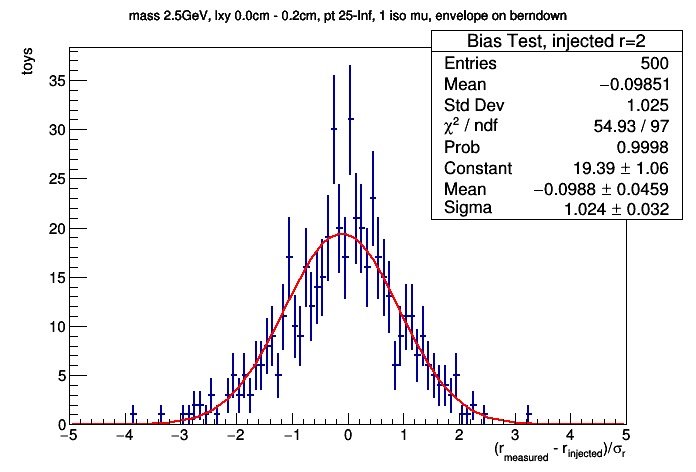 mass 2.5GeV, lxy 0.0cm - 0.2cm, pt 25-Inf, 1 iso mu, envelope on berndown
Bias Test, injected r=2
Entries 500
Mean −0.09851
Std Dev 1.025
χ² / ndf 54.93 / 97
Prob 0.9998
Constant 19.39 ± 1.06
Mean −0.0988 ± 0.0459
Sigma 1.024 ± 0.032
toys
35
30
25
20
15
10
5
0
−5 −4 −3 −2 −1 0 1 2 3 4 5
(r measured - r injected)/σr